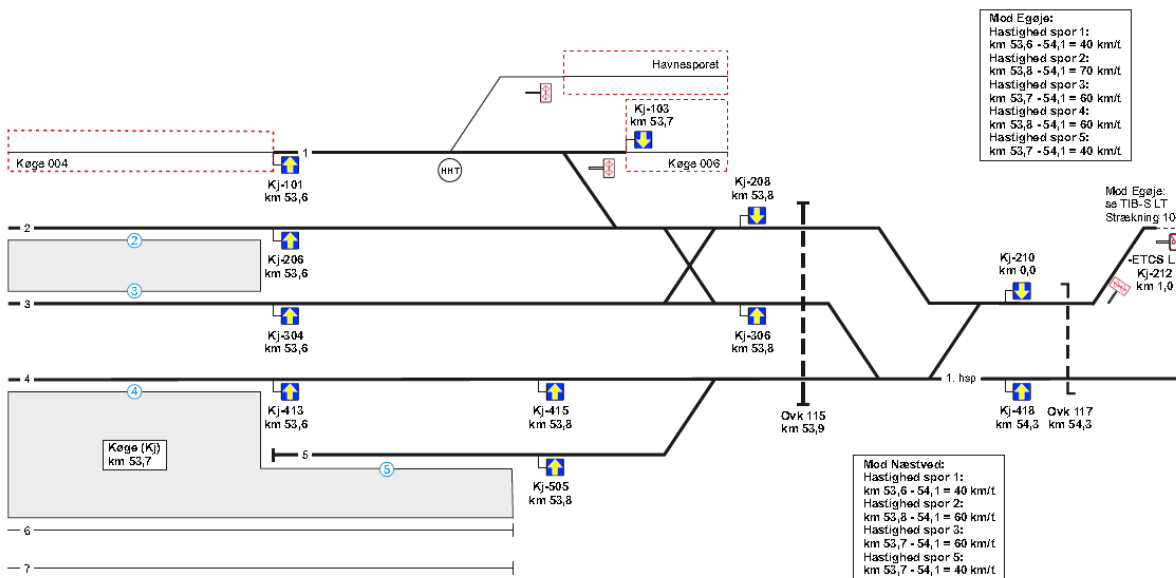 Mod Egøje:
Hastighed spor 1:
km 53,6 - 54,1 = 40 km/t
Hastighed spor 2:
km 53,8 - 54,1 = 70 km/t
Hastighed spor 3:
km 53,7 - 54,1 = 60 km/t
Hastighed spor 4:
km 53,8 - 54,1 = 60 km/t
Hastighed spor 5:
km 53,7 - 54,1 = 40 km/t
Havnesporet
Kj-103
km 53,7
Køge 004
1
HHT
Køge 006
Kj-101
km 53,6
Kj-208
km 53,8
Mod Egøje:
se TIB-S LT
Strækning 10
2
2
Kj-206
km 53,6
Kj-210
km 0,0
-ETCS L
Kj-212
km 1,0
3
3
Kj-304
km 53,6
Kj-306
km 53,8
4
1. hsp
4
Kj-413
km 53,6
Kj-415
km 53,8
Ovk 115
km 53,9
Kj-418
km 54,3
Ovk 117
km 54,3
Køge (Kj)
km 53,7
5
5
Kj-505
km 53,8
Mod Næstved:
Hastighed spor 1:
km 53,6 - 54,1 = 40 km/t
Hastighed spor 2:
km 53,8 - 54,1 = 60 km/t
Hastighed spor 3:
km 53,7 - 54,1 = 60 km/t
Hastighed spor 5:
km 53,7 - 54,1 = 40 km/t
6
7